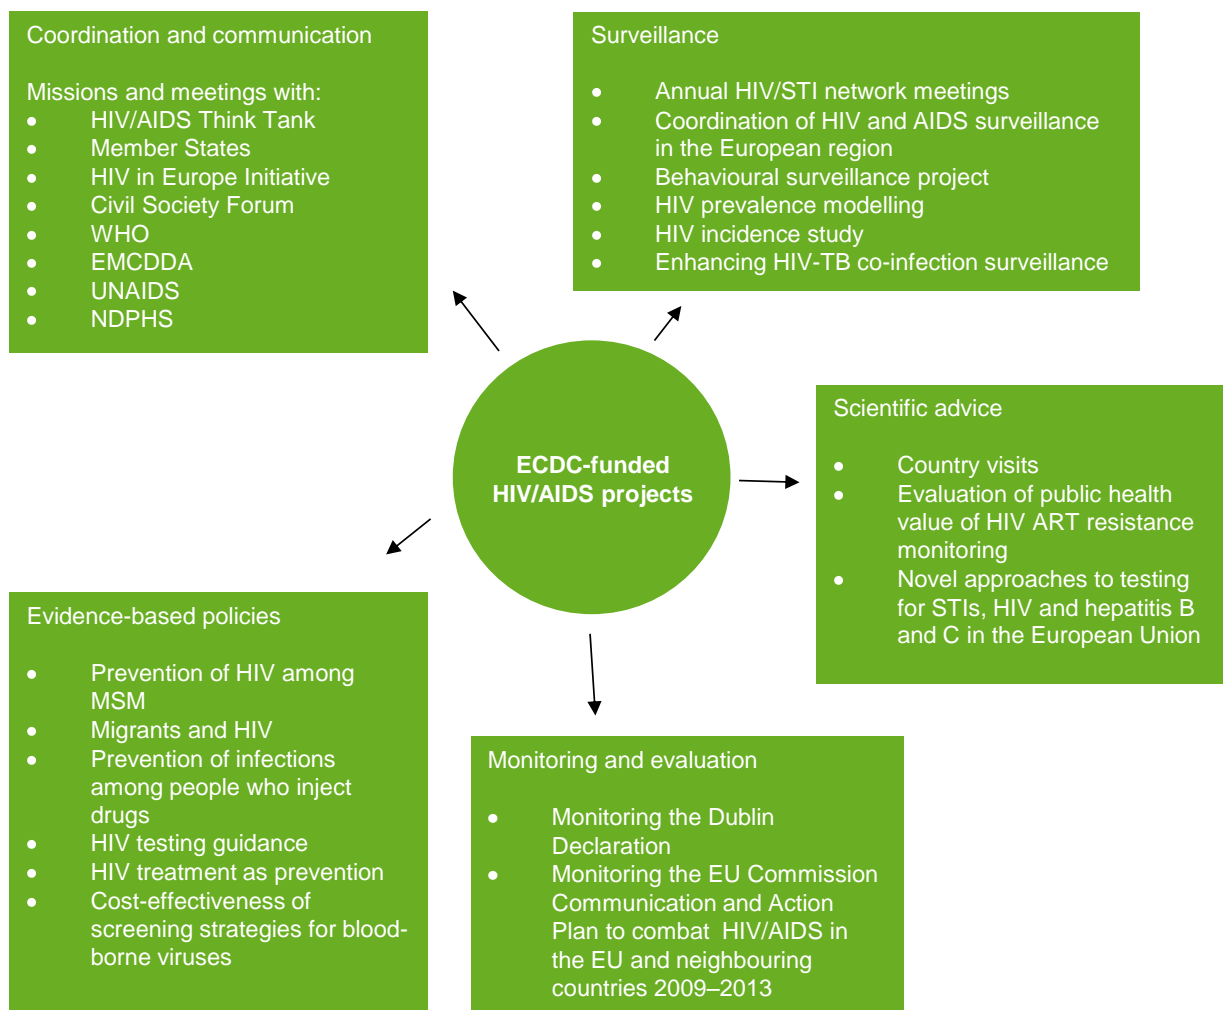 Coordination and communication
Missions and meetings with:
• HIV/AIDS Think Tank
• Member States
• HIV in Europe Initiative
• Civil Society Forum
• WHO
• EMCDDA
• UNAIDS
• NDPHS
Surveillance
• Annual HIV/STI network meetings
• Coordination of HIV and AIDS surveillance
in the European region
• Behavioural surveillance project
• HIV prevalence modelling
• HIV incidence study
• Enhancing HIV-TB co-infection surveillance
ECDC-funded
HIV/AIDS projects
Scientific advice
• Country visits
• Evaluation of public health
value of HIV ART resistance
monitoring
• Novel approaches to testing
for STIs, HIV and hepatitis B
and C in the European Union
Evidence-based policies
• Prevention of HIV among
MSM
• Migrants and HIV
• Prevention of infections
among people who inject
drugs
• HIV testing guidance
• HIV treatment as prevention
• Cost-effectiveness of
screening strategies for blood-
borne viruses
Monitoring and evaluation
• Monitoring the Dublin
Declaration
• Monitoring the EU Commission
Communication and Action
Plan to combat HIV/AIDS in
the EU and neighbouring
countries 2009–2013